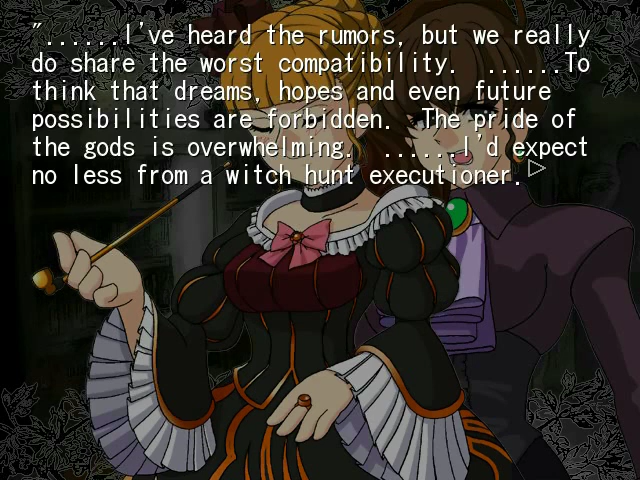 "......I've heard the rumors, but we really
do share the worst compatibility.  ......To
think that dreams, hopes and even future
possibilities are forbidden.  The pride of
the gods is overwhelming.  ......I'd expect
no less from a witch hunt executioner.